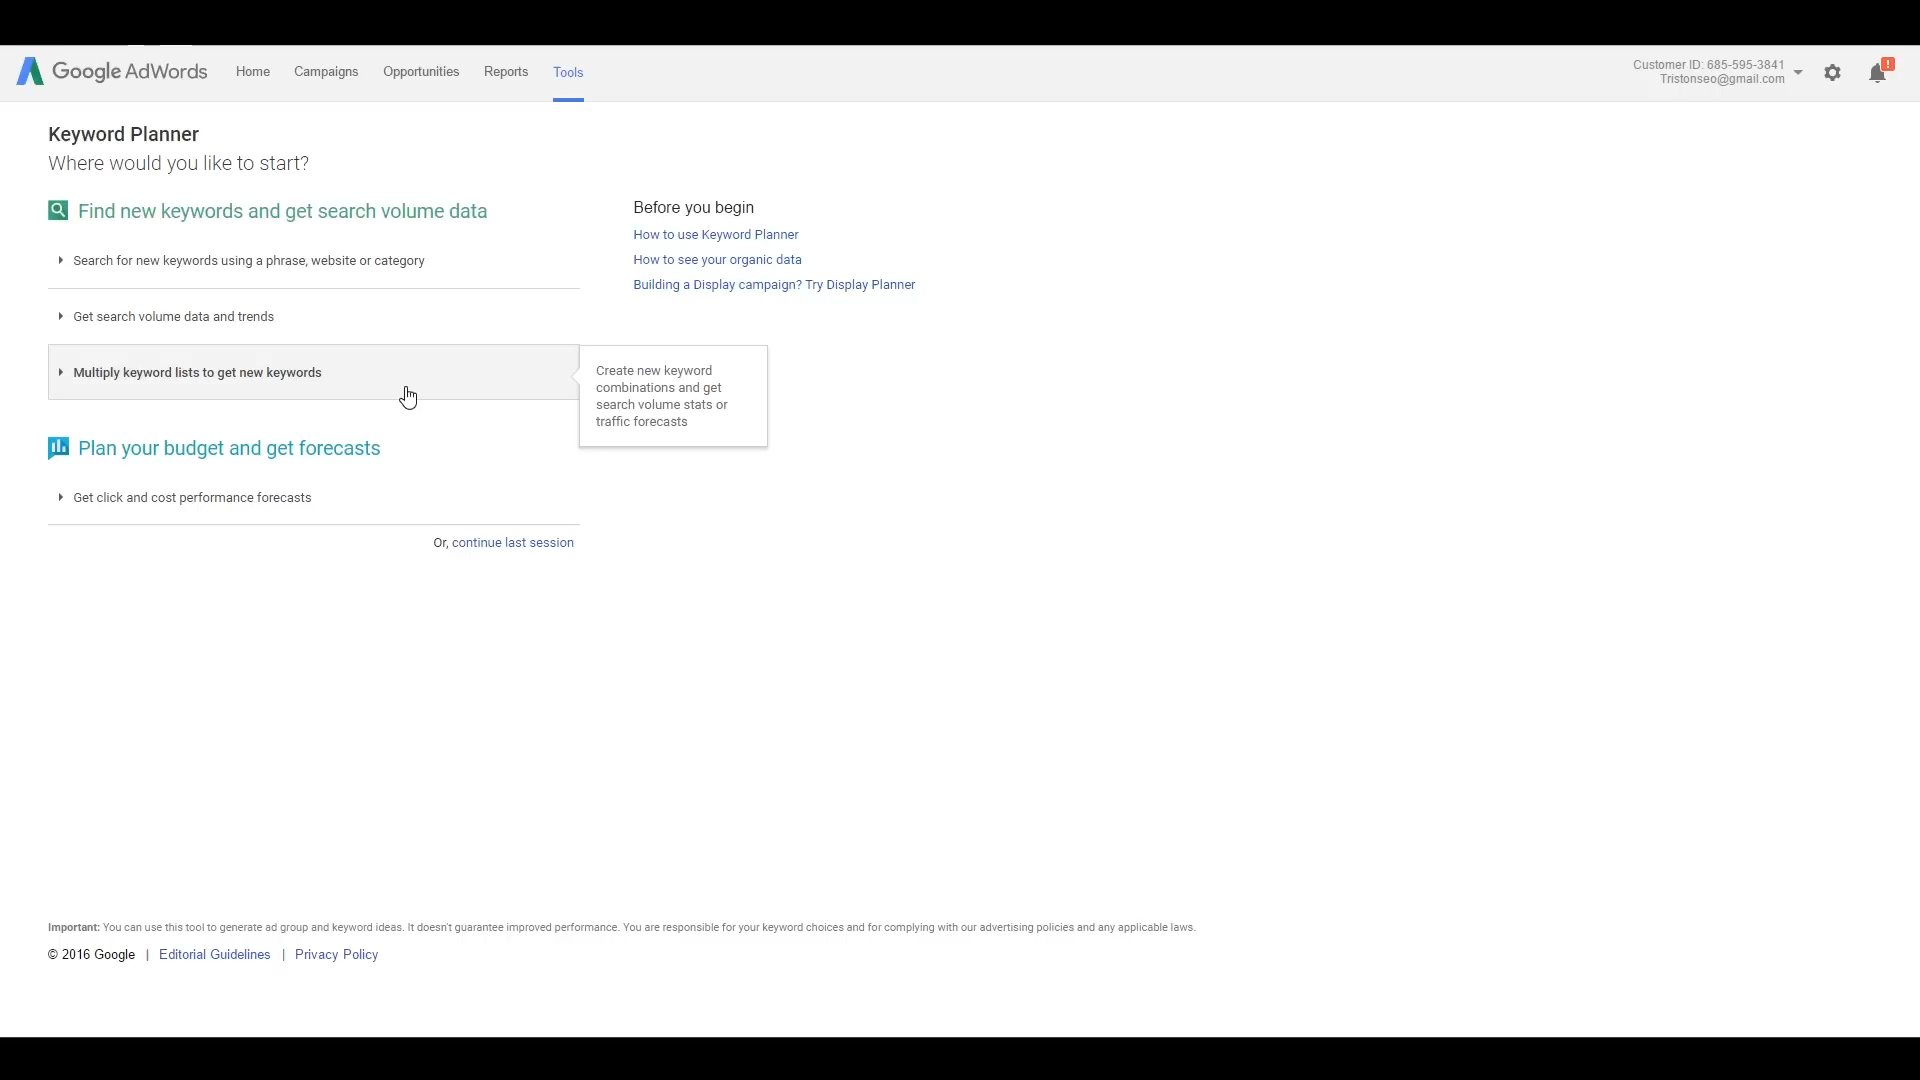 Google AdWords Home Campaigns Opportunities Reports Tools
Customer ID: 685-595-3841
Tristonseo@gmail.com
!
Keyword Planner
Where would you like to start?
Find new keywords and get search volume data
Search for new keywords using a phrase, website or category
Get search volume data and trends
Multiply keyword lists to get new keywords
Create new keyword
combinations and get
search volume stats or
traffic forecasts
Plan your budget and get forecasts
Get click and cost performance forecasts
Or, continue last session
Before you begin
How to use Keyword Planner
How to see your organic data
Building a Display campaign? Try Display Planner
Important: You can use this tool to generate ad group and keyword ideas. It doesn't guarantee improved performance. You are responsible for your keyword choices and for complying with our advertising policies and any applicable laws.
© 2016 Google | Editorial Guidelines | Privacy Policy